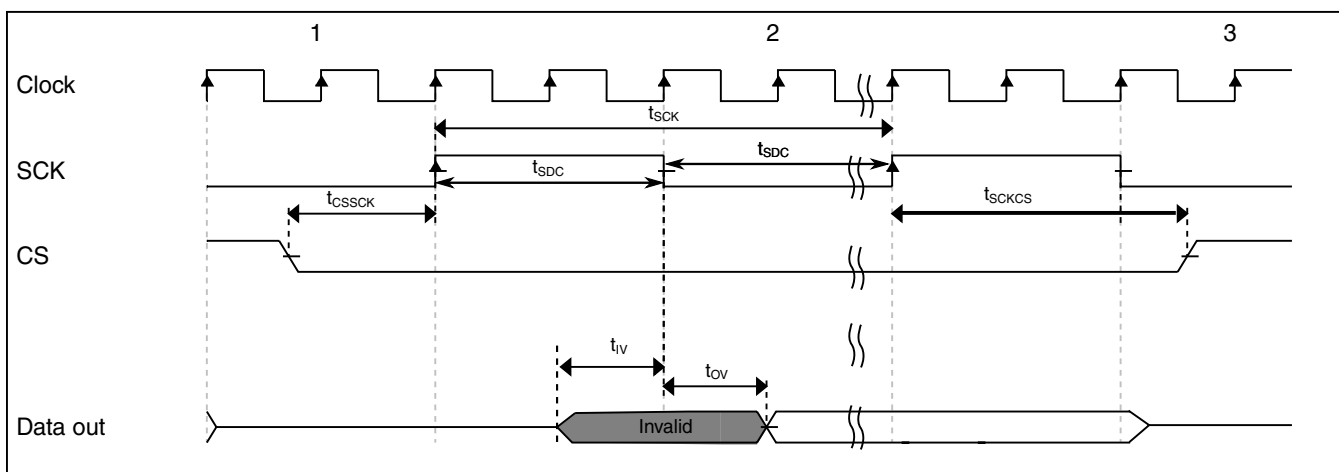 1 2 3
Clock
tSCK
SCK
tSDC
tSDC
tCSSCK
tSCKCS
CS
tIV
tOV
Data out
Invalid